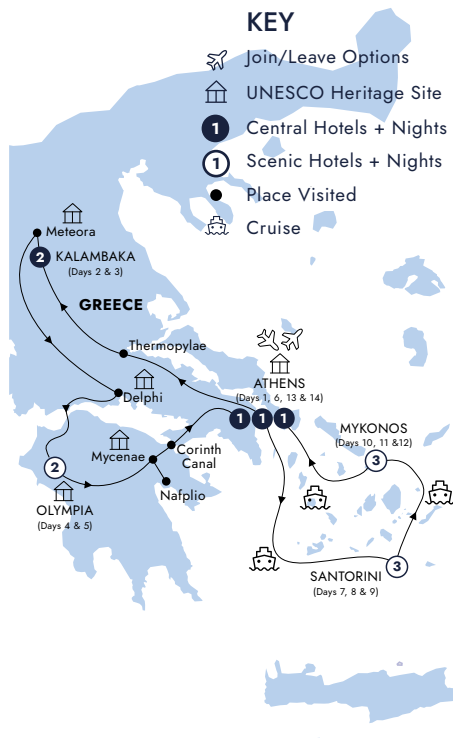 KEY
Join/Leave Options
UNESCO Heritage Site
1 Central Hotels + Nights
1 Scenic Hotels + Nights
Place Visited
Cruise
Meteora
2 KALAMBAKA
(Days 2 & 3)
GREECE
Thermopylae
Delphi
ATHENS
(Days 1, 6, 13 & 14)
1 1 1
MYKONOS
(Days 10, 11 &12)
3
Mycenae
Corinth
Canal
2
Nafplio
OLYMPIA
(Days 4 & 5)
3
SANTORINI
(Days 7, 8 & 9)